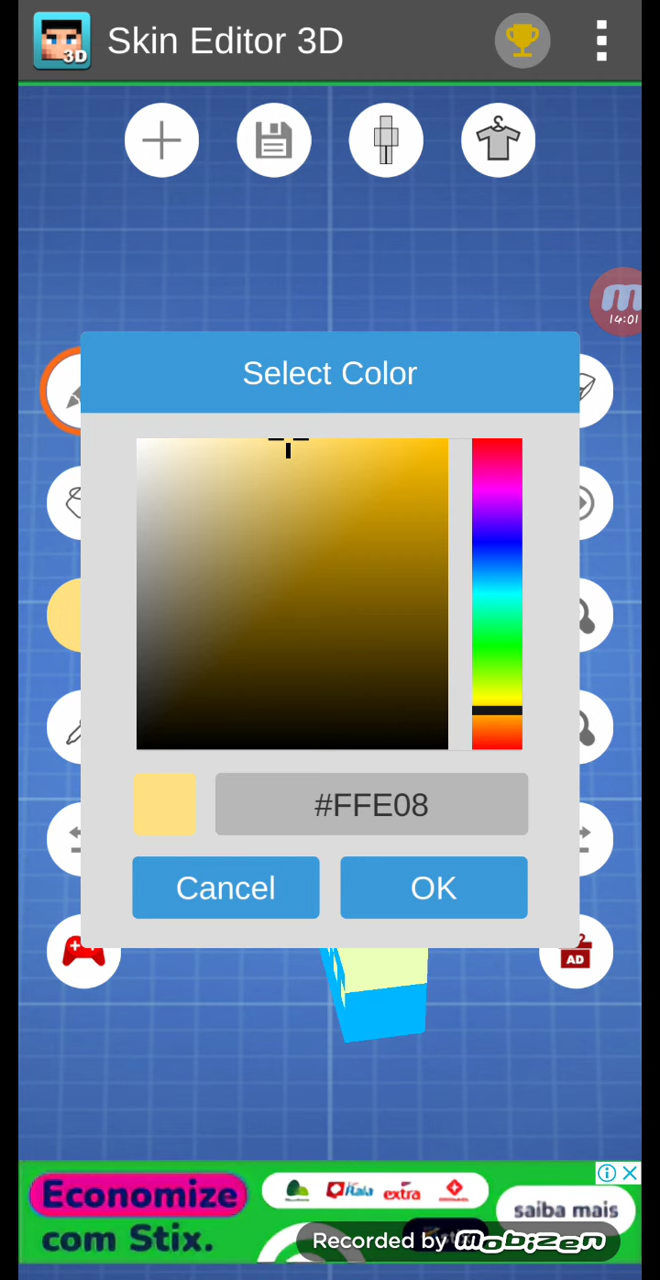 3D
Skin Editor 3D
14:01
Select Color
#FFE08
Cancel
OK
AD
Economize
com Stix.
extra
saiba mais
Recorded by mobizen